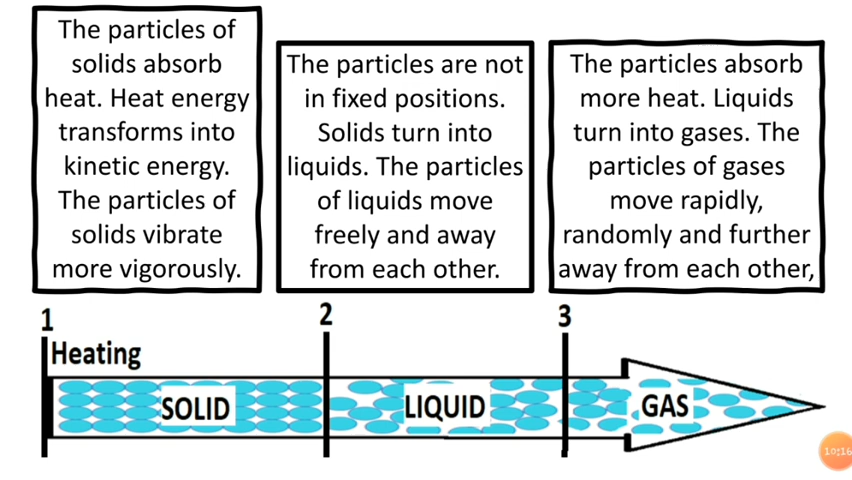 The particles of
solids absorb
heat. Heat energy
transforms into
kinetic energy.
The particles of
solids vibrate
more vigorously.
The particles are not
in fixed positions.
Solids turn into
liquids. The particles
of liquids move
freely and away
from each other.
The particles absorb
more heat. Liquids
turn into gases. The
particles of gases
move rapidly,
randomly and further
away from each other,
1
2
3
Heating
SOLID
LIQUID
GAS
10:16